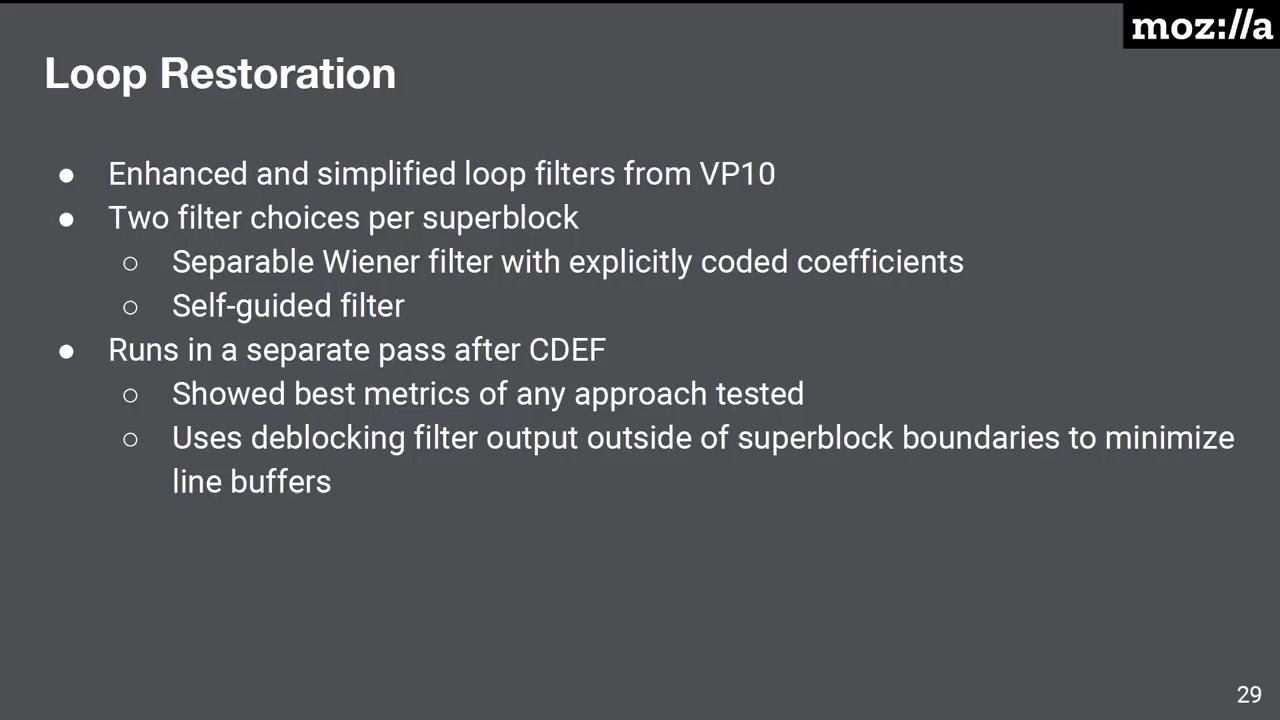 moz://a
Loop Restoration
● Enhanced and simplified loop filters from VP10
● Two filter choices per superblock
○ Separable Wiener filter with explicitly coded coefficients
○ Self-guided filter
● Runs in a separate pass after CDEF
○ Showed best metrics of any approach tested
○ Uses deblocking filter output outside of superblock boundaries to minimize
line buffers
29